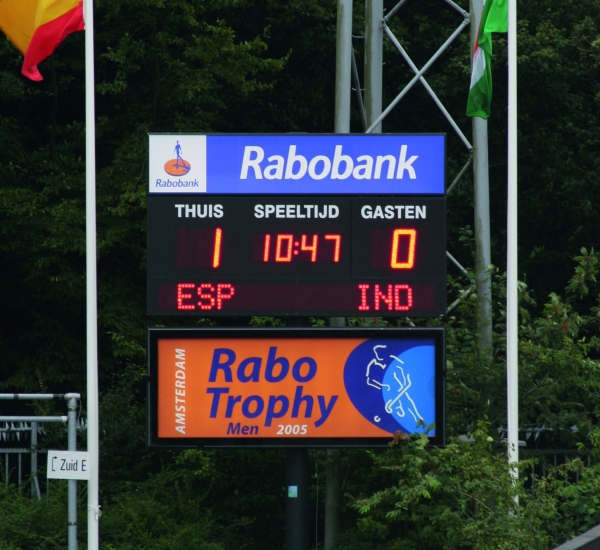 Rabobank
Rabobank
THUIS SPEELTIJD GASTEN
1 10:47 0
ESP IND
AMSTERDAM
Rabo
Trophy
Men 2005
Zuid E